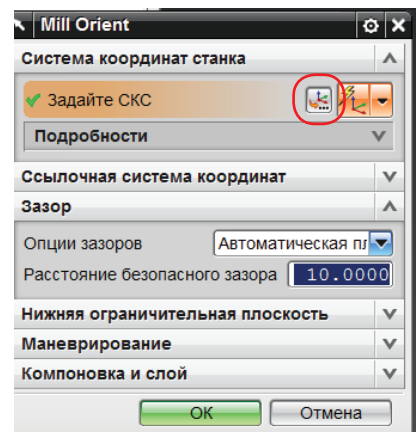 Mill Orient
Система координат станка
Задайте СКС
Подробности
Ссылочная система координат
Зазор
Опции зазоров Автоматическая пл
Расстояние безопасного зазора 10.0000
Нижняя ограничительная плоскость
Маневрирование
Компоновка и слой
ОК Отмена